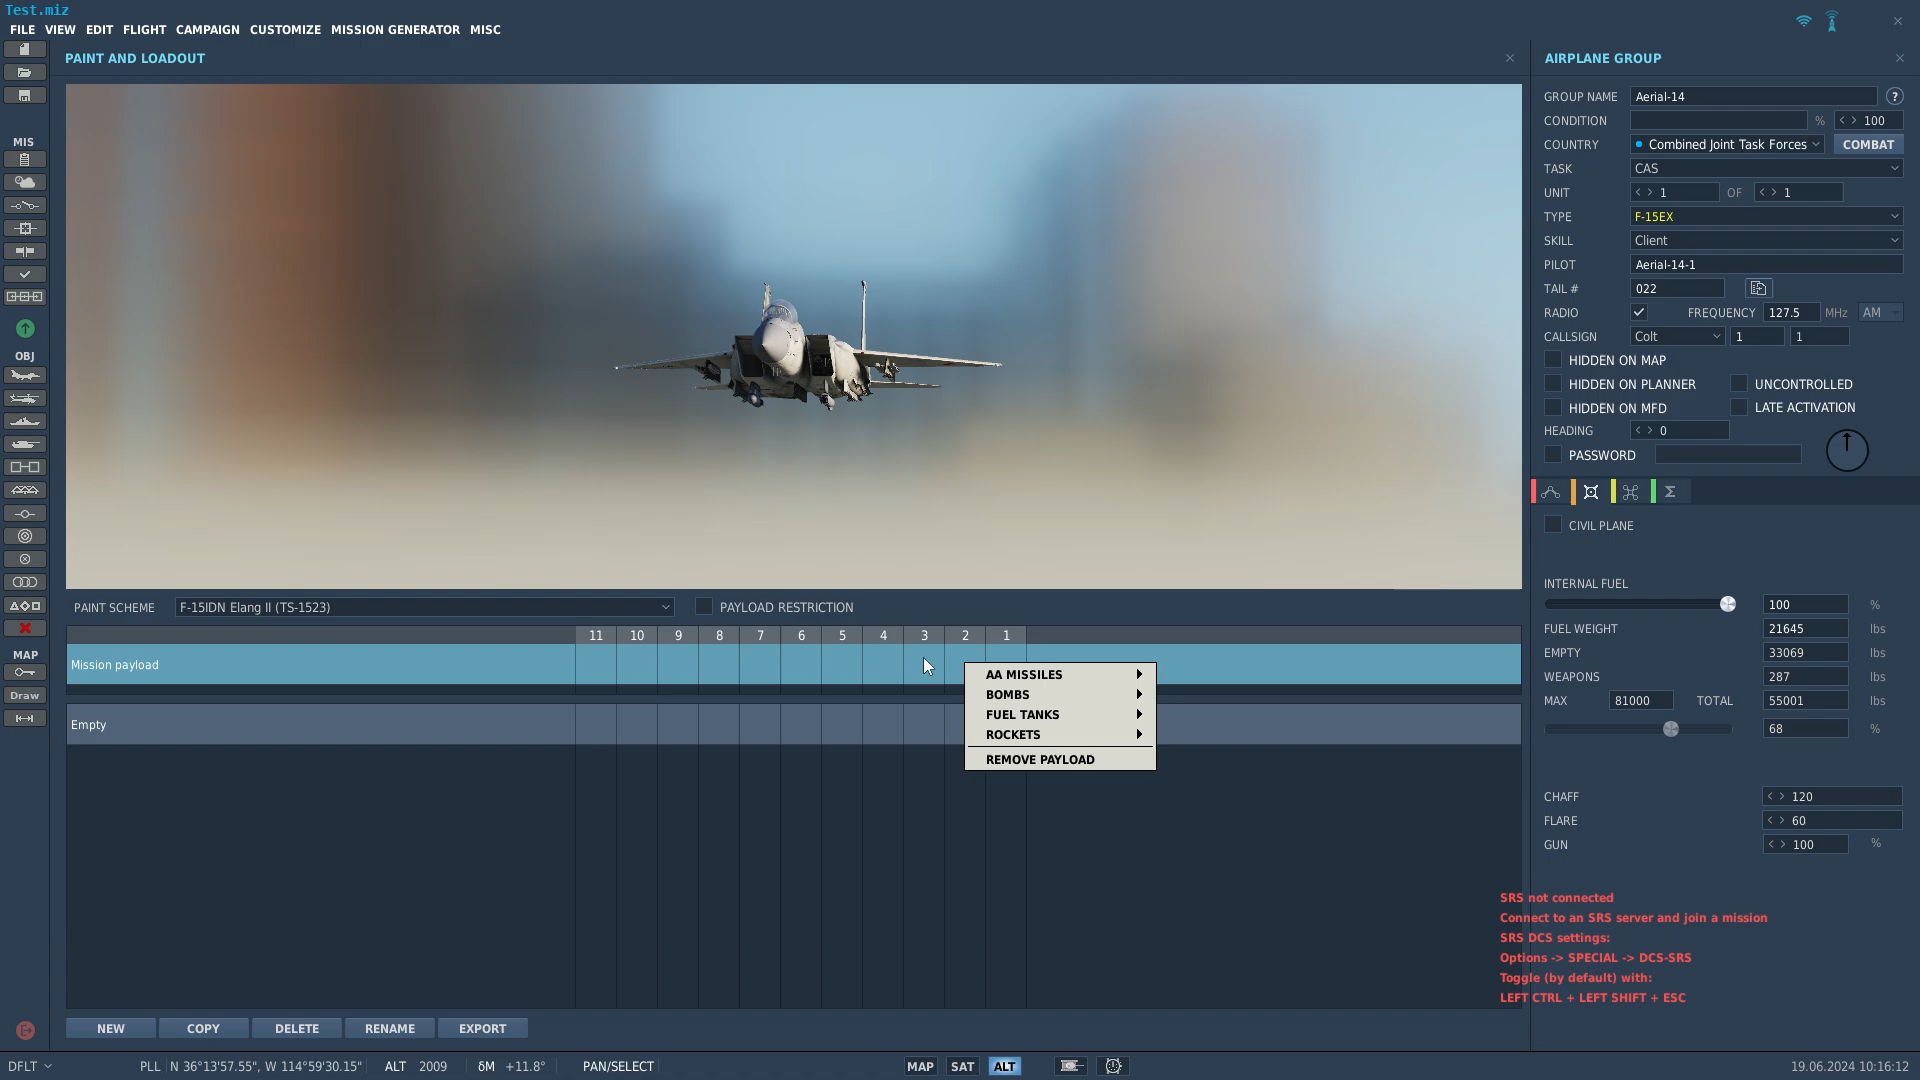 Test.miz
FILE VIEW EDIT FLIGHT CAMPAIGN CUSTOMIZE MISSION GENERATOR MISC
PAINT AND LOADOUT
AIRPLANE GROUP
GROUP NAME Aerial-14 ?
CONDITION % < > 100
COUNTRY Combined Joint Task Forces COMBAT
TASK CAS
UNIT < > 1 OF < > 1
TYPE F-15EX
SKILL Client
PILOT Aerial-14-1
TAIL # 022
RADIO FREQUENCY 127.5 MHz AM
CALLSIGN Colt 1 1
HIDDEN ON MAP
HIDDEN ON PLANNER UNCONTROLLED
HIDDEN ON MFD LATE ACTIVATION
HEADING < > 0
PASSWORD
CIVIL PLANE
INTERNAL FUEL
100 %
FUEL WEIGHT 21645 lbs
EMPTY 33069 lbs
WEAPONS 287 lbs
MAX 81000 TOTAL 55001 lbs
68 %
CHAFF < > 120
FLARE < > 60
GUN < > 100 %
MIS
OBJ
MAP
Draw
PAINT SCHEME F-15IDN Elang II (TS-1523) PAYLOAD RESTRICTION
11 10 9 8 7 6 5 4 3 2 1
Mission payload
Empty
AA MISSILES
BOMBS
FUEL TANKS
ROCKETS
REMOVE PAYLOAD
SRS not connected
Connect to an SRS server and join a mission
SRS DCS settings:
Options -> SPECIAL -> DCS-SRS
Toggle (by default) with:
LEFT CTRL + LEFT SHIFT + ESC
NEW COPY DELETE RENAME EXPORT
DFLT PLL N 36°13'57.55", W 114°59'30.15" ALT 2009 δM +11.8° PAN/SELECT MAP SAT ALT 19.06.2024 10:16:12